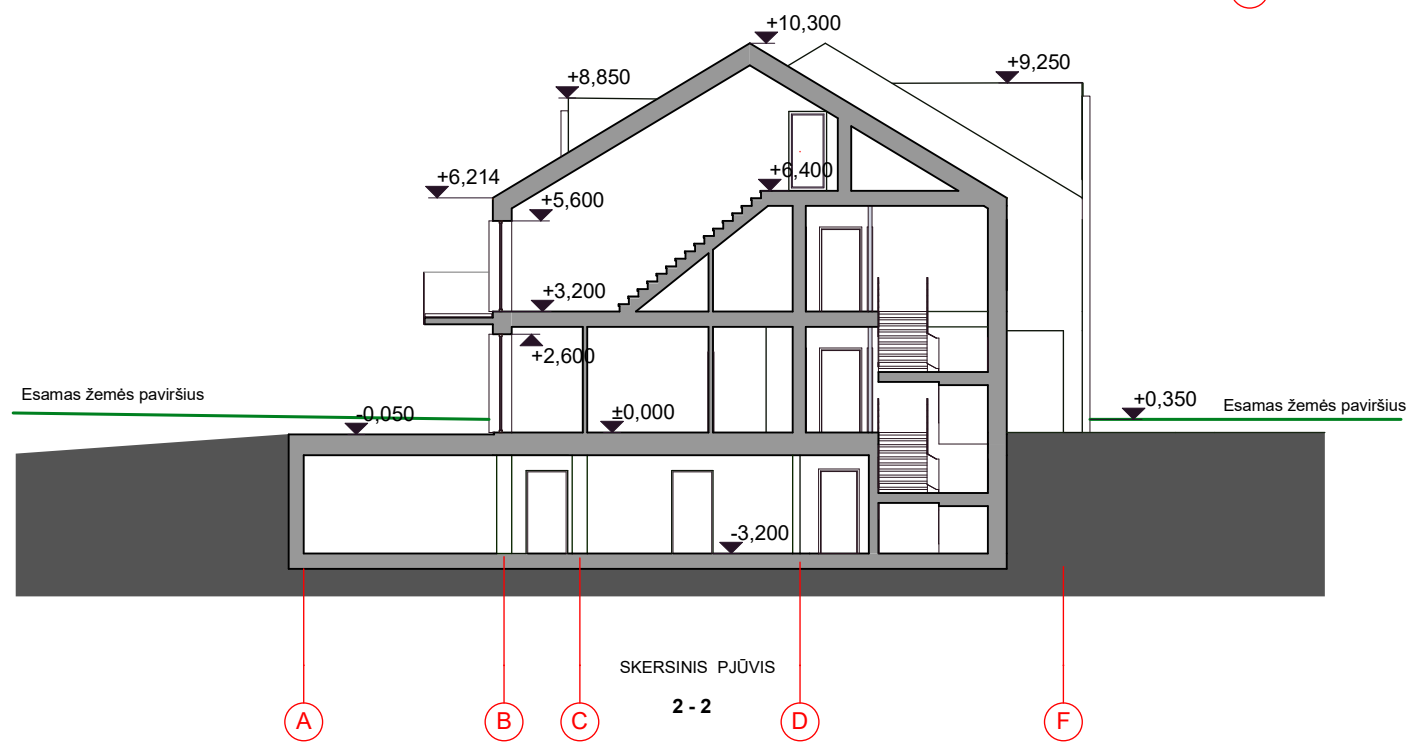 +10,300
+9,250
+8,850
+6,214
+6,400
+5,600
+3,200
+2,600
Esamas žemės paviršius
-0,050
±0,000
+0,350
Esamas žemės paviršius
-3,200
SKERSINIS PJŪVIS
2 - 2
A
B
C
D
F